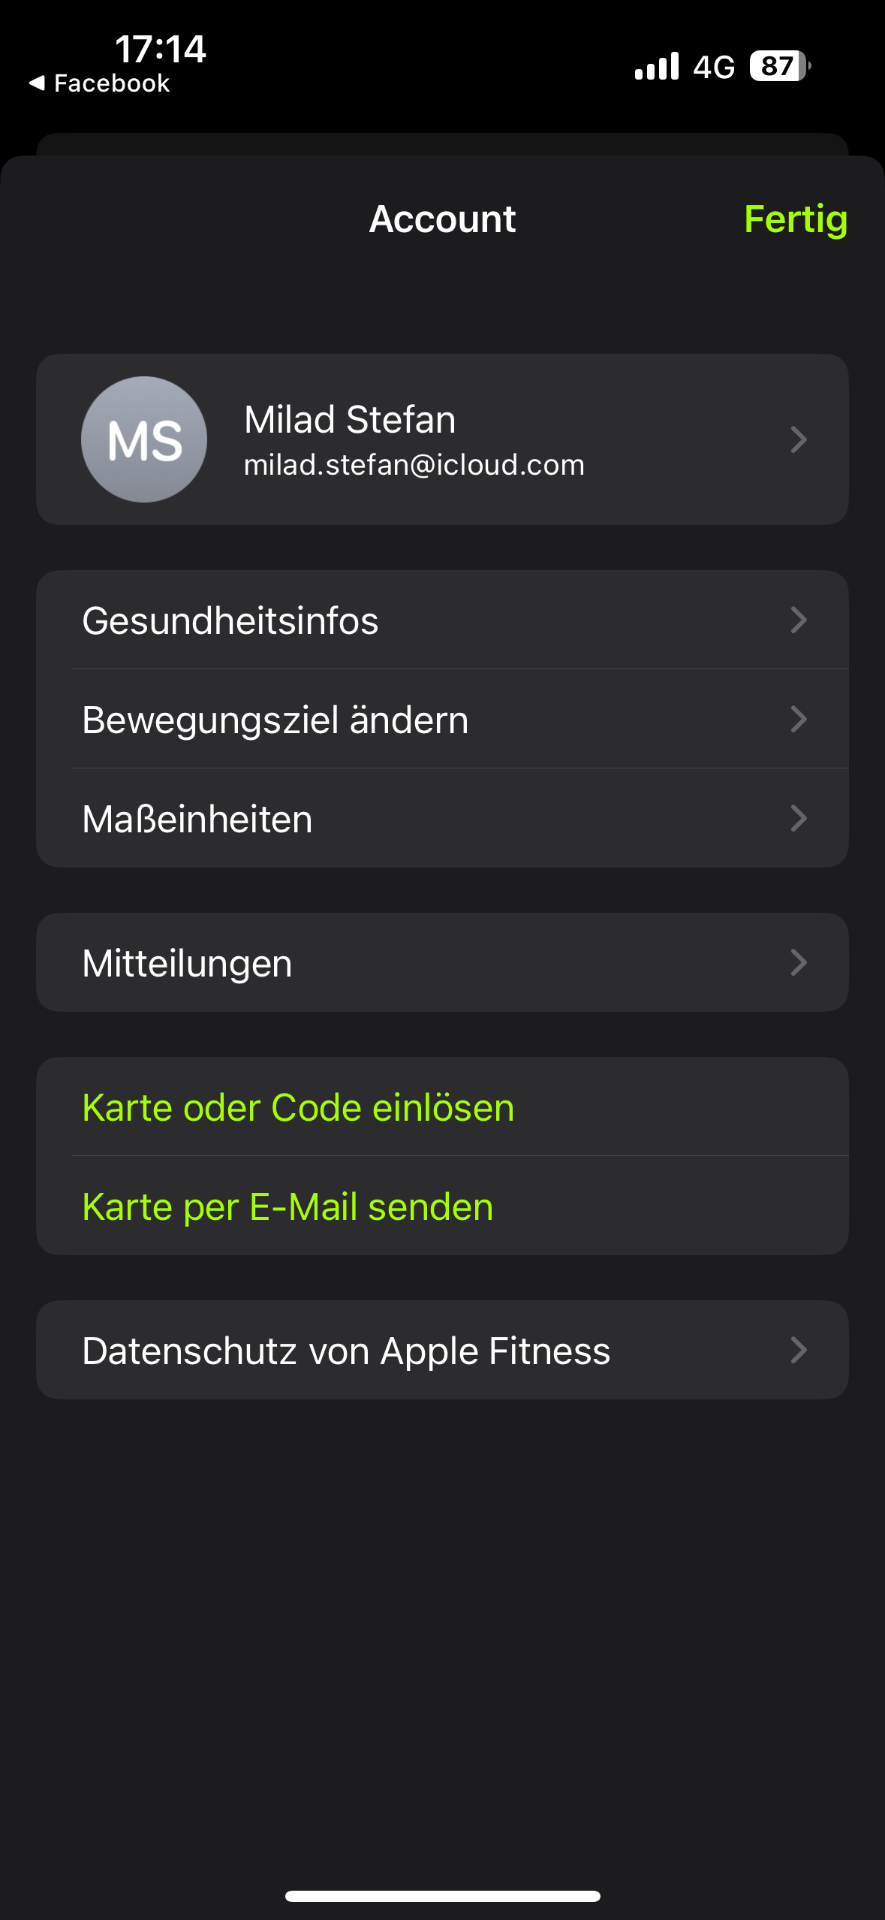 17:14
◀ Facebook
4G
87
Account
Fertig
MS
Milad Stefan
milad.stefan@icloud.com
Gesundheitsinfos
Bewegungsziel ändern
Maßeinheiten
Mitteilungen
Karte oder Code einlösen
Karte per E-Mail senden
Datenschutz von Apple Fitness